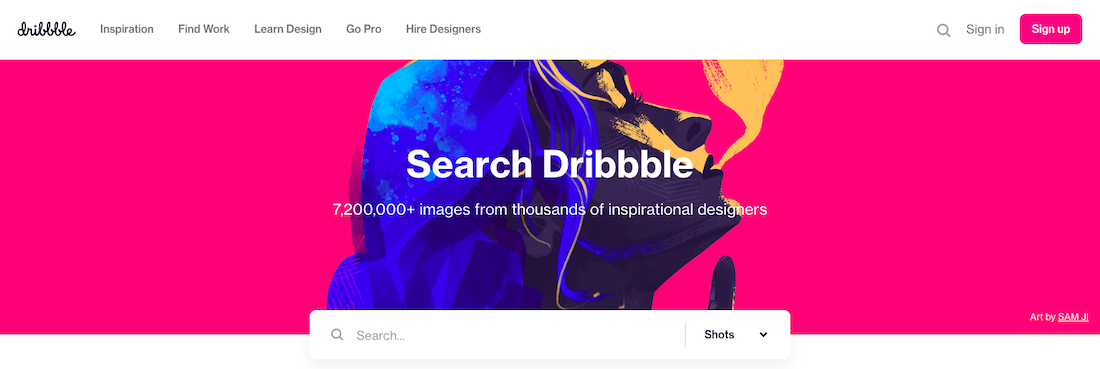 dribbble Inspiration Find Work Learn Design Go Pro Hire Designers Sign in Sign up
Search Dribbble
7,200,000+ images from thousands of inspirational designers
Art by SAM JI
Search... Shots